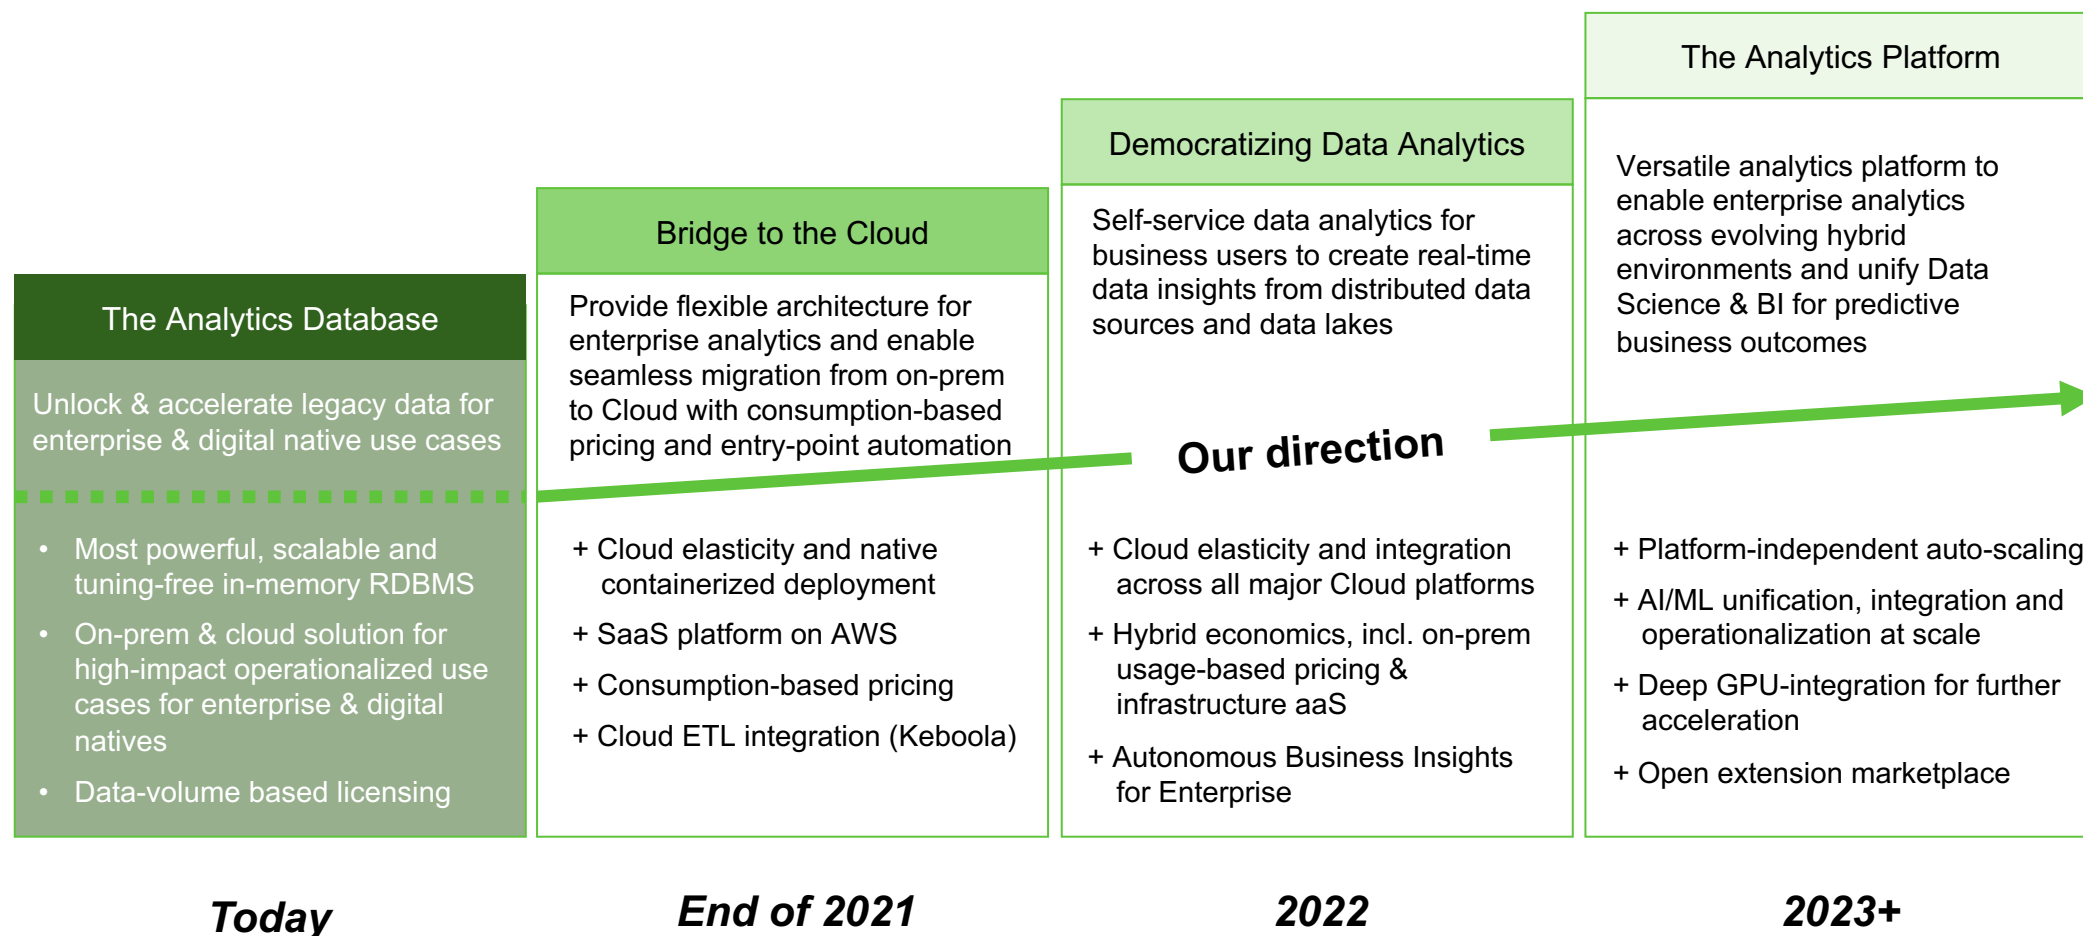 The Analytics Database
Unlock & accelerate legacy data for
enterprise & digital native use cases
• Most powerful, scalable and
tuning-free in-memory RDBMS
• On-prem & cloud solution for
high-impact operationalized use
cases for enterprise & digital
natives
• Data-volume based licensing
Today
Bridge to the Cloud
Provide flexible architecture for
enterprise analytics and enable
seamless migration from on-prem
to Cloud with consumption-based
pricing and entry-point automation
+ Cloud elasticity and native
containerized deployment
+ SaaS platform on AWS
+ Consumption-based pricing
+ Cloud ETL integration (Keboola)
End of 2021
Democratizing Data Analytics
Self-service data analytics for
business users to create real-time
data insights from distributed data
sources and data lakes
Our direction
+ Cloud elasticity and integration
across all major Cloud platforms
+ Hybrid economics, incl. on-prem
usage-based pricing &
infrastructure aaS
+ Autonomous Business Insights
for Enterprise
2022
The Analytics Platform
Versatile analytics platform to
enable enterprise analytics
across evolving hybrid
environments and unify Data
Science & BI for predictive
business outcomes
+ Platform-independent auto-scaling
+ AI/ML unification, integration and
operationalization at scale
+ Deep GPU-integration for further
acceleration
+ Open extension marketplace
2023+